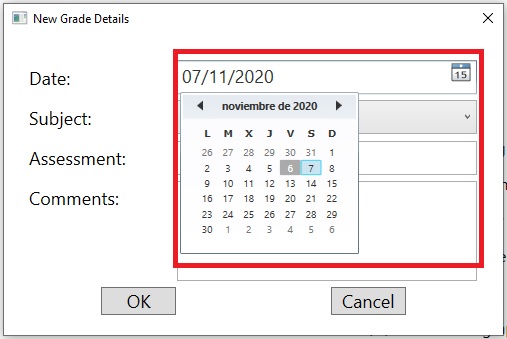 New Grade Details
Date:
07/11/2020
15
Subject:
noviembre de 2020
L M X J V S D
26 27 28 29 30 31 1
2 3 4 5 6 7 8
9 10 11 12 13 14 15
16 17 18 19 20 21 22
23 24 25 26 27 28 29
30 1 2 3 4 5 6
Assessment:
Comments:
OK Cancel